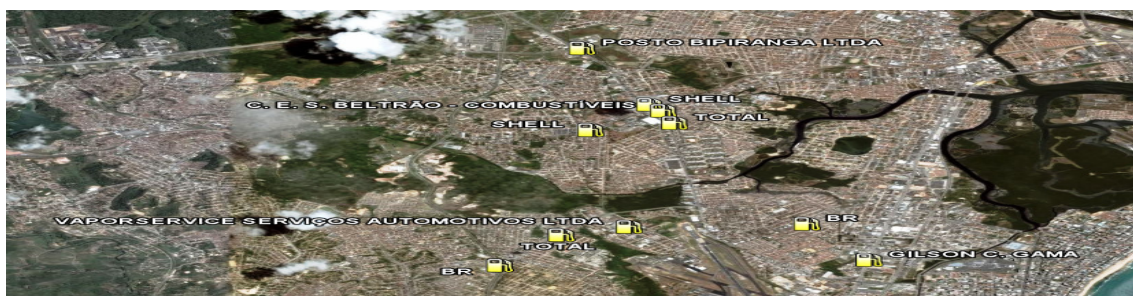 POSTO BIPIRANGA LTDA
C. E. S. BELTRÃO - COMBUSTÍVEIS
SHELL
TOTAL
SHELL
VAPORSERVICE SERVIÇOS AUTOMOTIVOS LTDA
BR
TOTAL
GILSON C. GAMA
BR